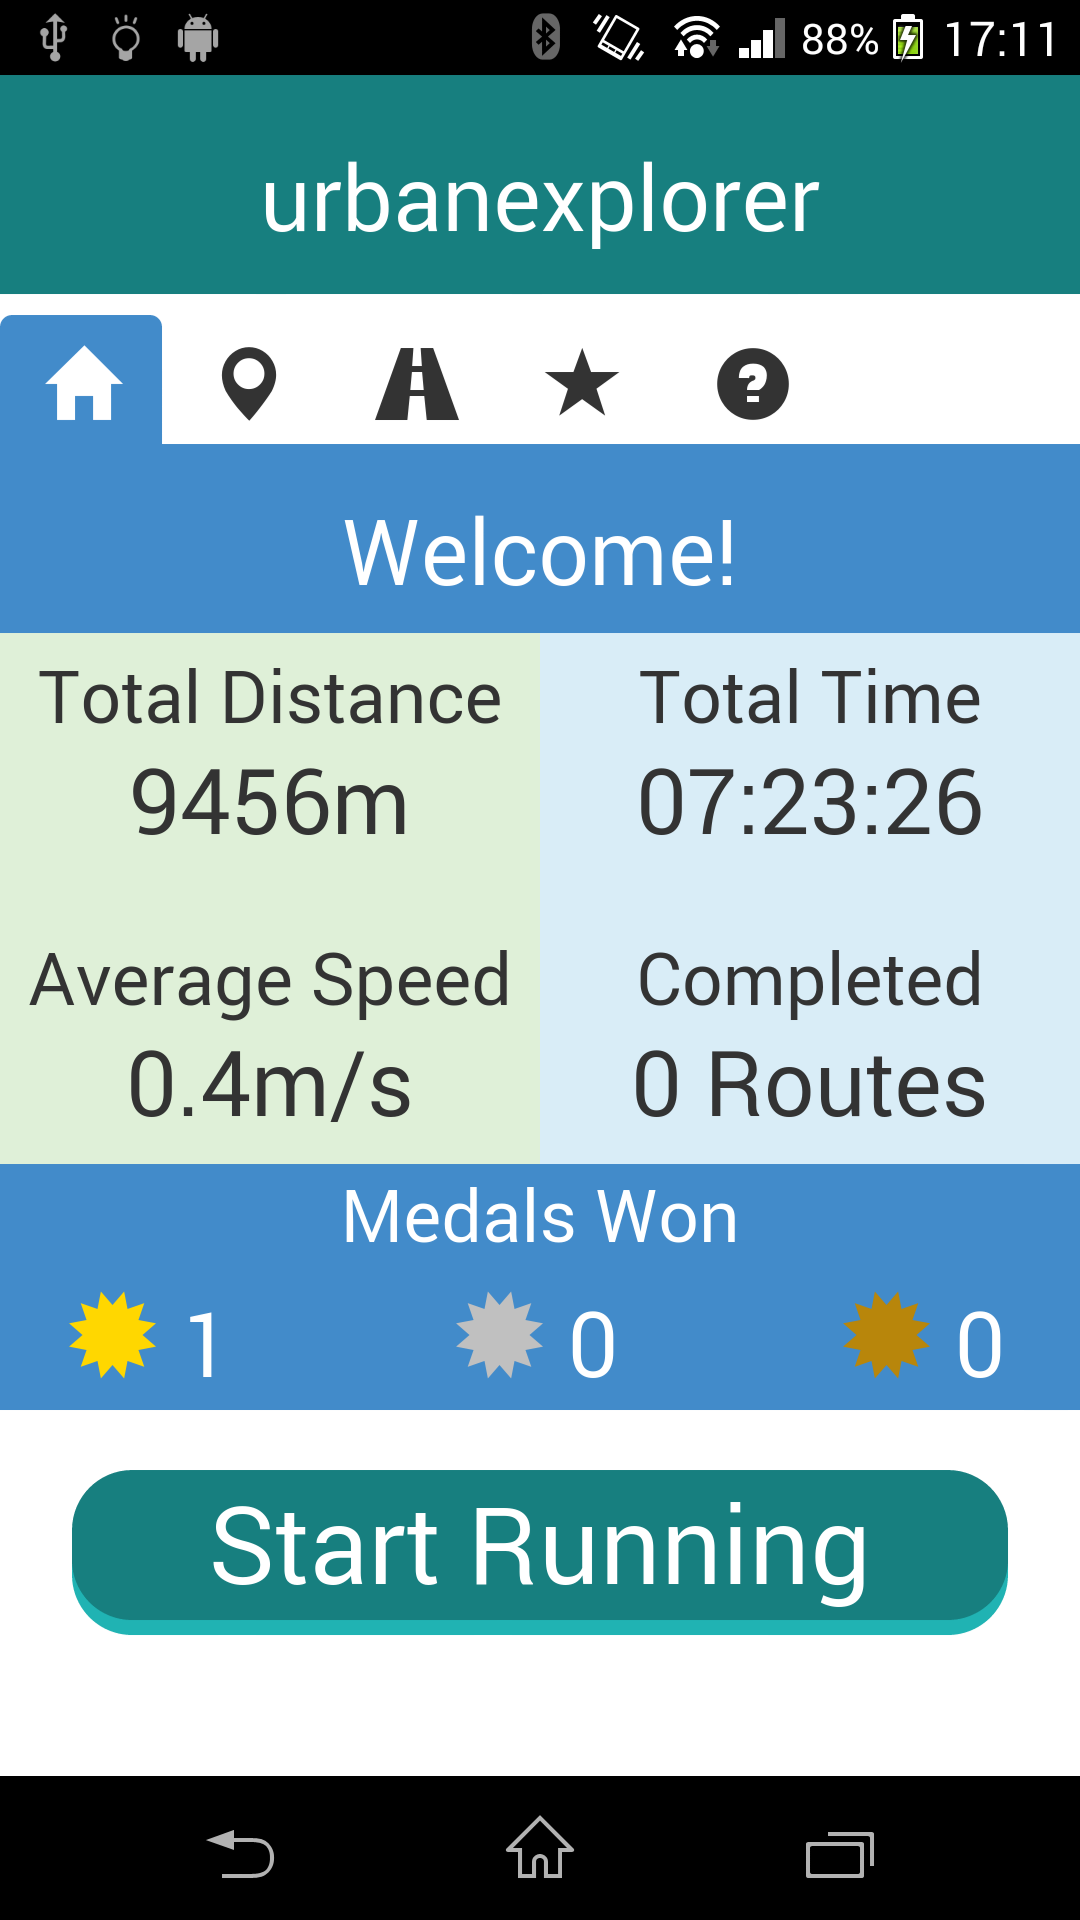 88% 17:11
urbanexplorer
Welcome!
Total Distance
9456m
Total Time
07:23:26
Average Speed
0.4m/s
Completed
0 Routes
Medals Won
1 0 0
Start Running